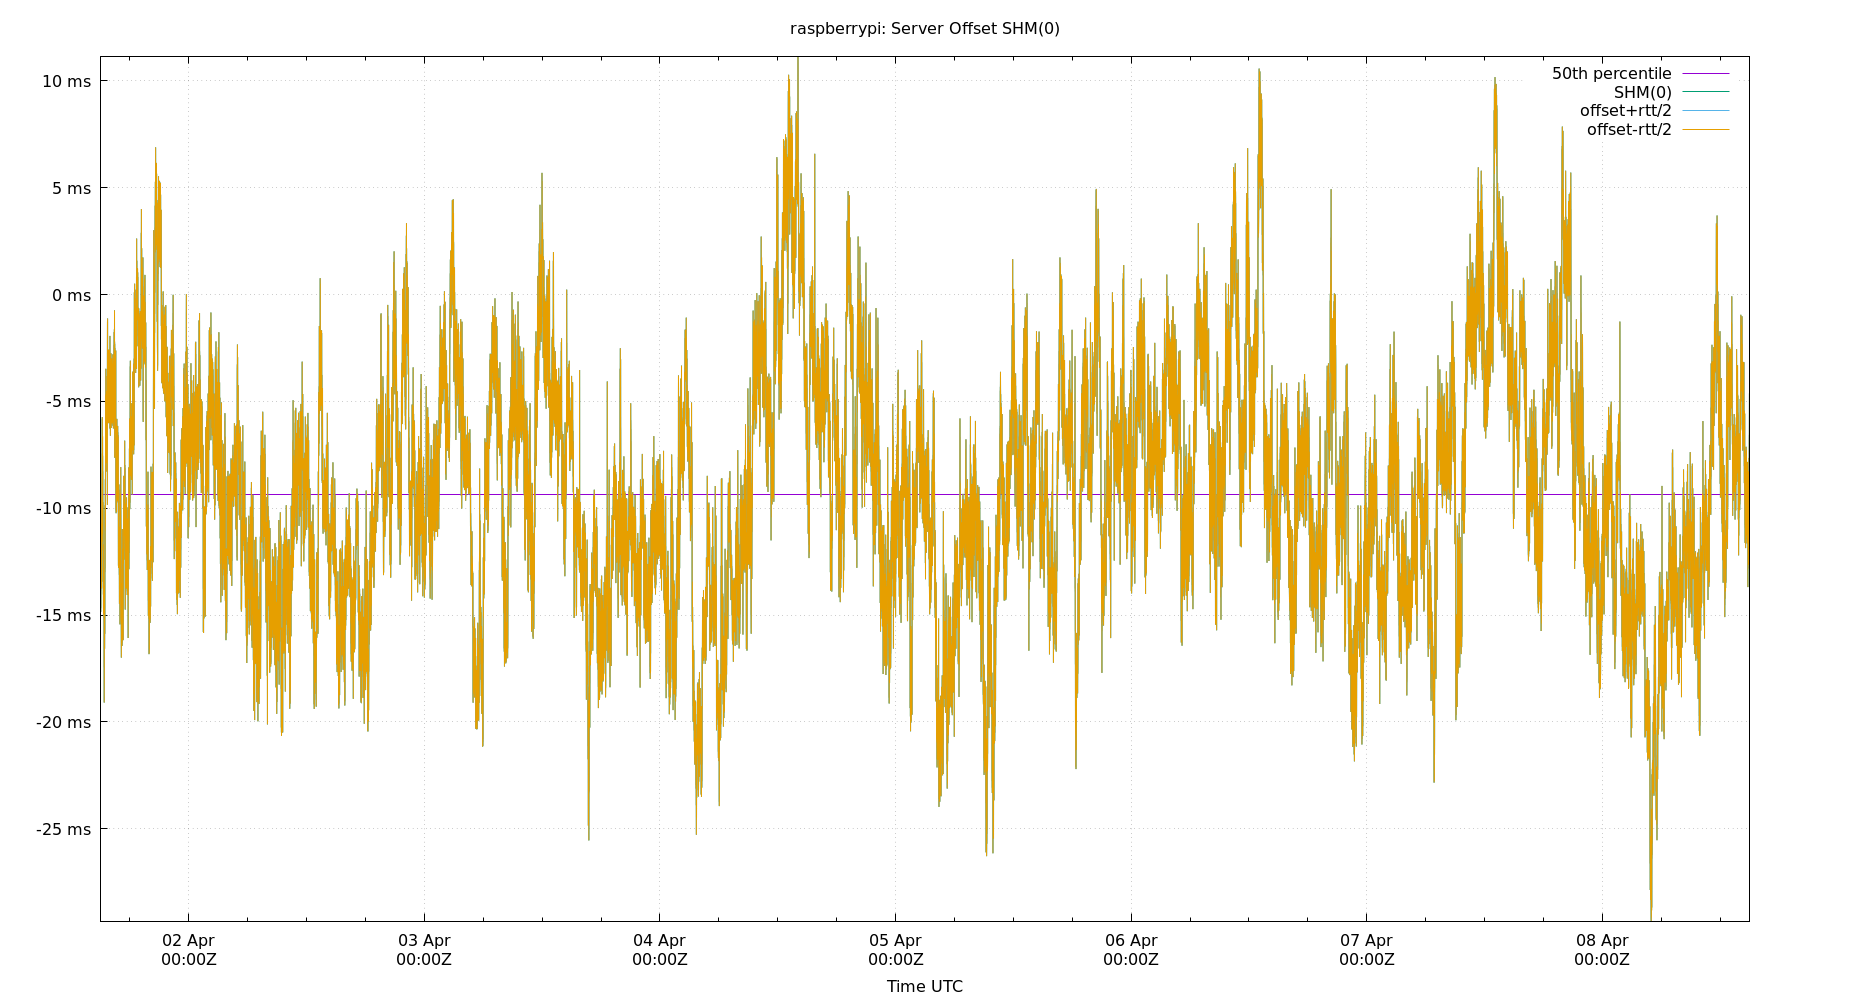 raspberrypi: Server Offset SHM(0)
50th percentile
SHM(0)
offset+rtt/2
offset-rtt/2
10 ms
5 ms
0 ms
-5 ms
-10 ms
-15 ms
-20 ms
-25 ms
02 Apr 03 Apr 04 Apr 05 Apr 06 Apr 07 Apr 08 Apr
00:00Z 00:00Z 00:00Z 00:00Z 00:00Z 00:00Z 00:00Z
Time UTC